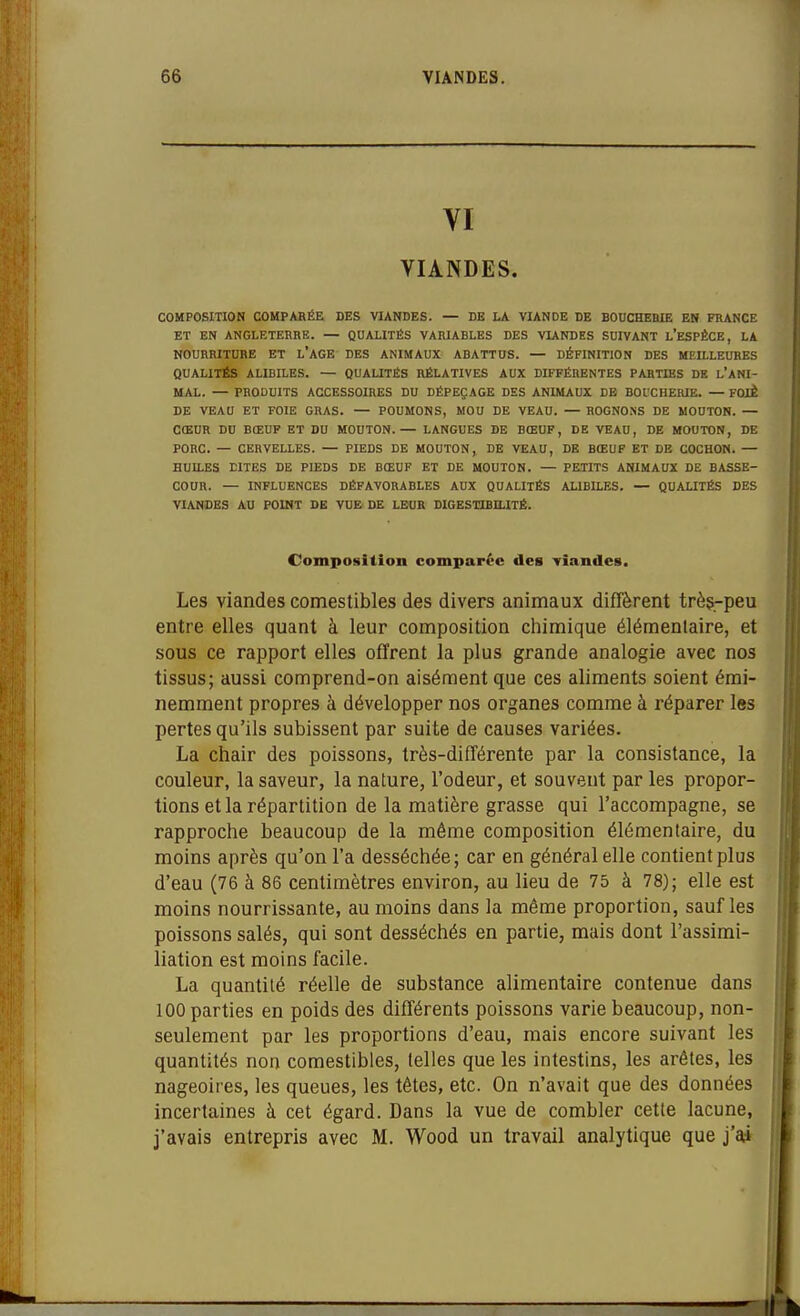 66 VIANDES.
VI
VIANDES.
COMPOSITION COMPARÉE DES VIANDES. — DE LA VIANDE DE BOUCHERIE EN FRANCE
ET EN ANGLETERRE. — QUALITÉS VARIABLES DES VIANDES SUIVANT L'ESPÈCE, LA
NOURRITURE ET L'AGE DES ANIMAUX ABATTUS. — DÉFINITION DES MEILLEURES
QUALITÉS ALIBILES. — QUALITÉS RÉLATIVES AUX DIFFÉRENTES PARTIES DE L'ANI-
MAL. — PRODUITS ACCESSOIRES DU DÉPEÇAGE DES ANIMAUX DE BOUCHERIE. — FOIÈ
DE VEAU ET FOIE GRAS. — POUMONS, MOU DE VEAU. — ROGNONS DE MOUTON. —
CŒUR DU BŒUF ET DU MOUTON. — LANGUES DE BŒUF, DE VEAU, DE MOUTON, DE
PORC. — CERVELLES. — PIEDS DE MOUTON, DE VEAU, DE BŒUF ET DE COCHON. —
HUILES DITES DE PIEDS DE BŒUF ET DE MOUTON. — PETITS ANIMAUX DE BASSE-
COUR. — INFLUENCES DÉFAVORABLES AUX QUALITÉS ALIBILES. — QUALITÉS DES
VIANDES AU POINT DE VUE DE LEUR DIGESTIBILITÉ.
Composition comparée des viandes.
Les viandes comestibles des divers animaux diffèrent très-peu
entre elles quant à leur composition chimique élémentaire, et
sous ce rapport elles offrent la plus grande analogie avec nos
tissus; aussi comprend-on aisément que ces aliments soient émi-
nemment propres à développer nos organes comme à réparer les
pertes qu'ils subissent par suite de causes variées.
La chair des poissons, très-différente par la consistance, la
couleur, la saveur, la nature, l'odeur, et souvent par les propor-
tions et la répartition de la matière grasse qui l'accompagne, se
rapproche beaucoup de la même composition élémentaire, du
moins après qu'on l'a desséchée; car en général elle contient plus
d'eau (76 à 86 centimètres environ, au lieu de 75 à 78); elle est
moins nourrissante, au moins dans la même proportion, sauf les
poissons salés, qui sont desséchés en partie, mais dont l'assimi-
liation est moins facile.
La quantité réelle de substance alimentaire contenue dans
100 parties en poids des différents poissons varie beaucoup, non-
seulement par les proportions d'eau, mais encore suivant les
quantités non comestibles, telles que les intestins, les arêtes, les
nageoires, les queues, les têtes, etc. On n'avait que des données
incertaines à cet égard. Dans la vue de combler cette lacune,
j'avais entrepris avec M. Wood un travail analytique que j'ai